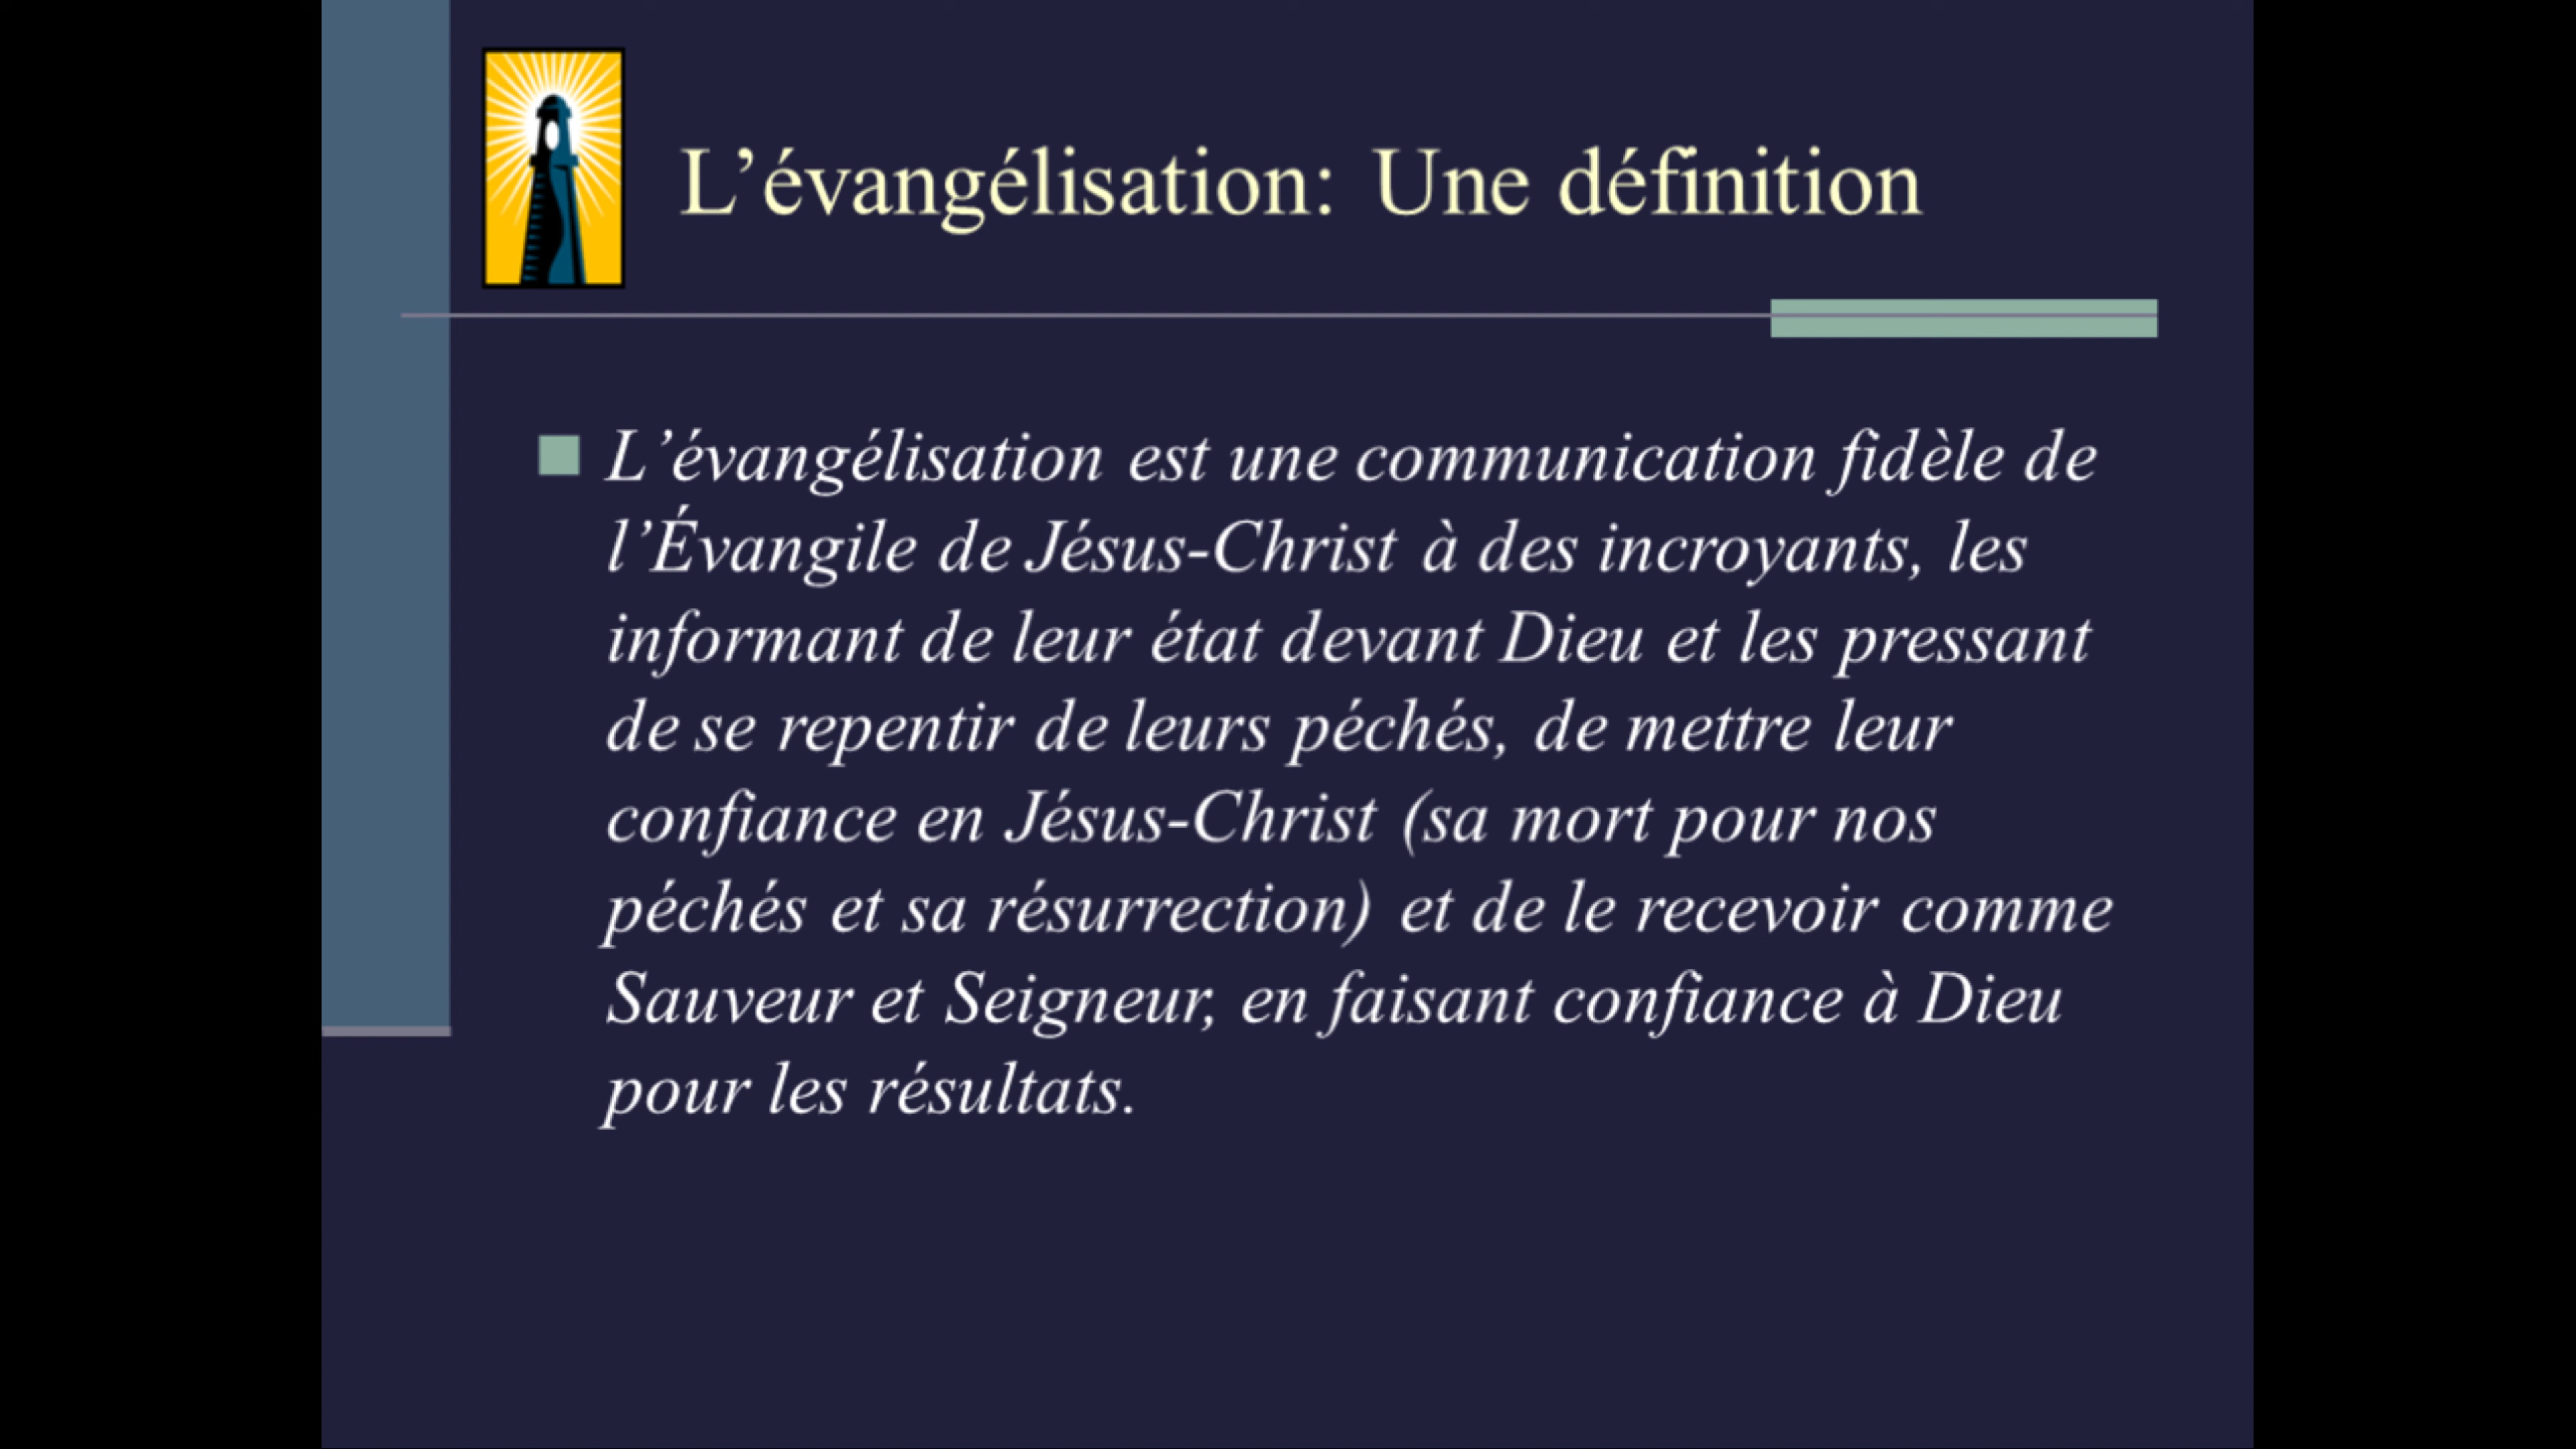 L’évangélisation: Une définition
L’évangélisation est une communication fidèle de
l’Évangile de Jésus-Christ à des incroyants, les
informant de leur état devant Dieu et les pressant
de se repentir de leurs péchés, de mettre leur
confiance en Jésus-Christ (sa mort pour nos
péchés et sa résurrection) et de le recevoir comme
Sauveur et Seigneur, en faisant confiance à Dieu
pour les résultats.